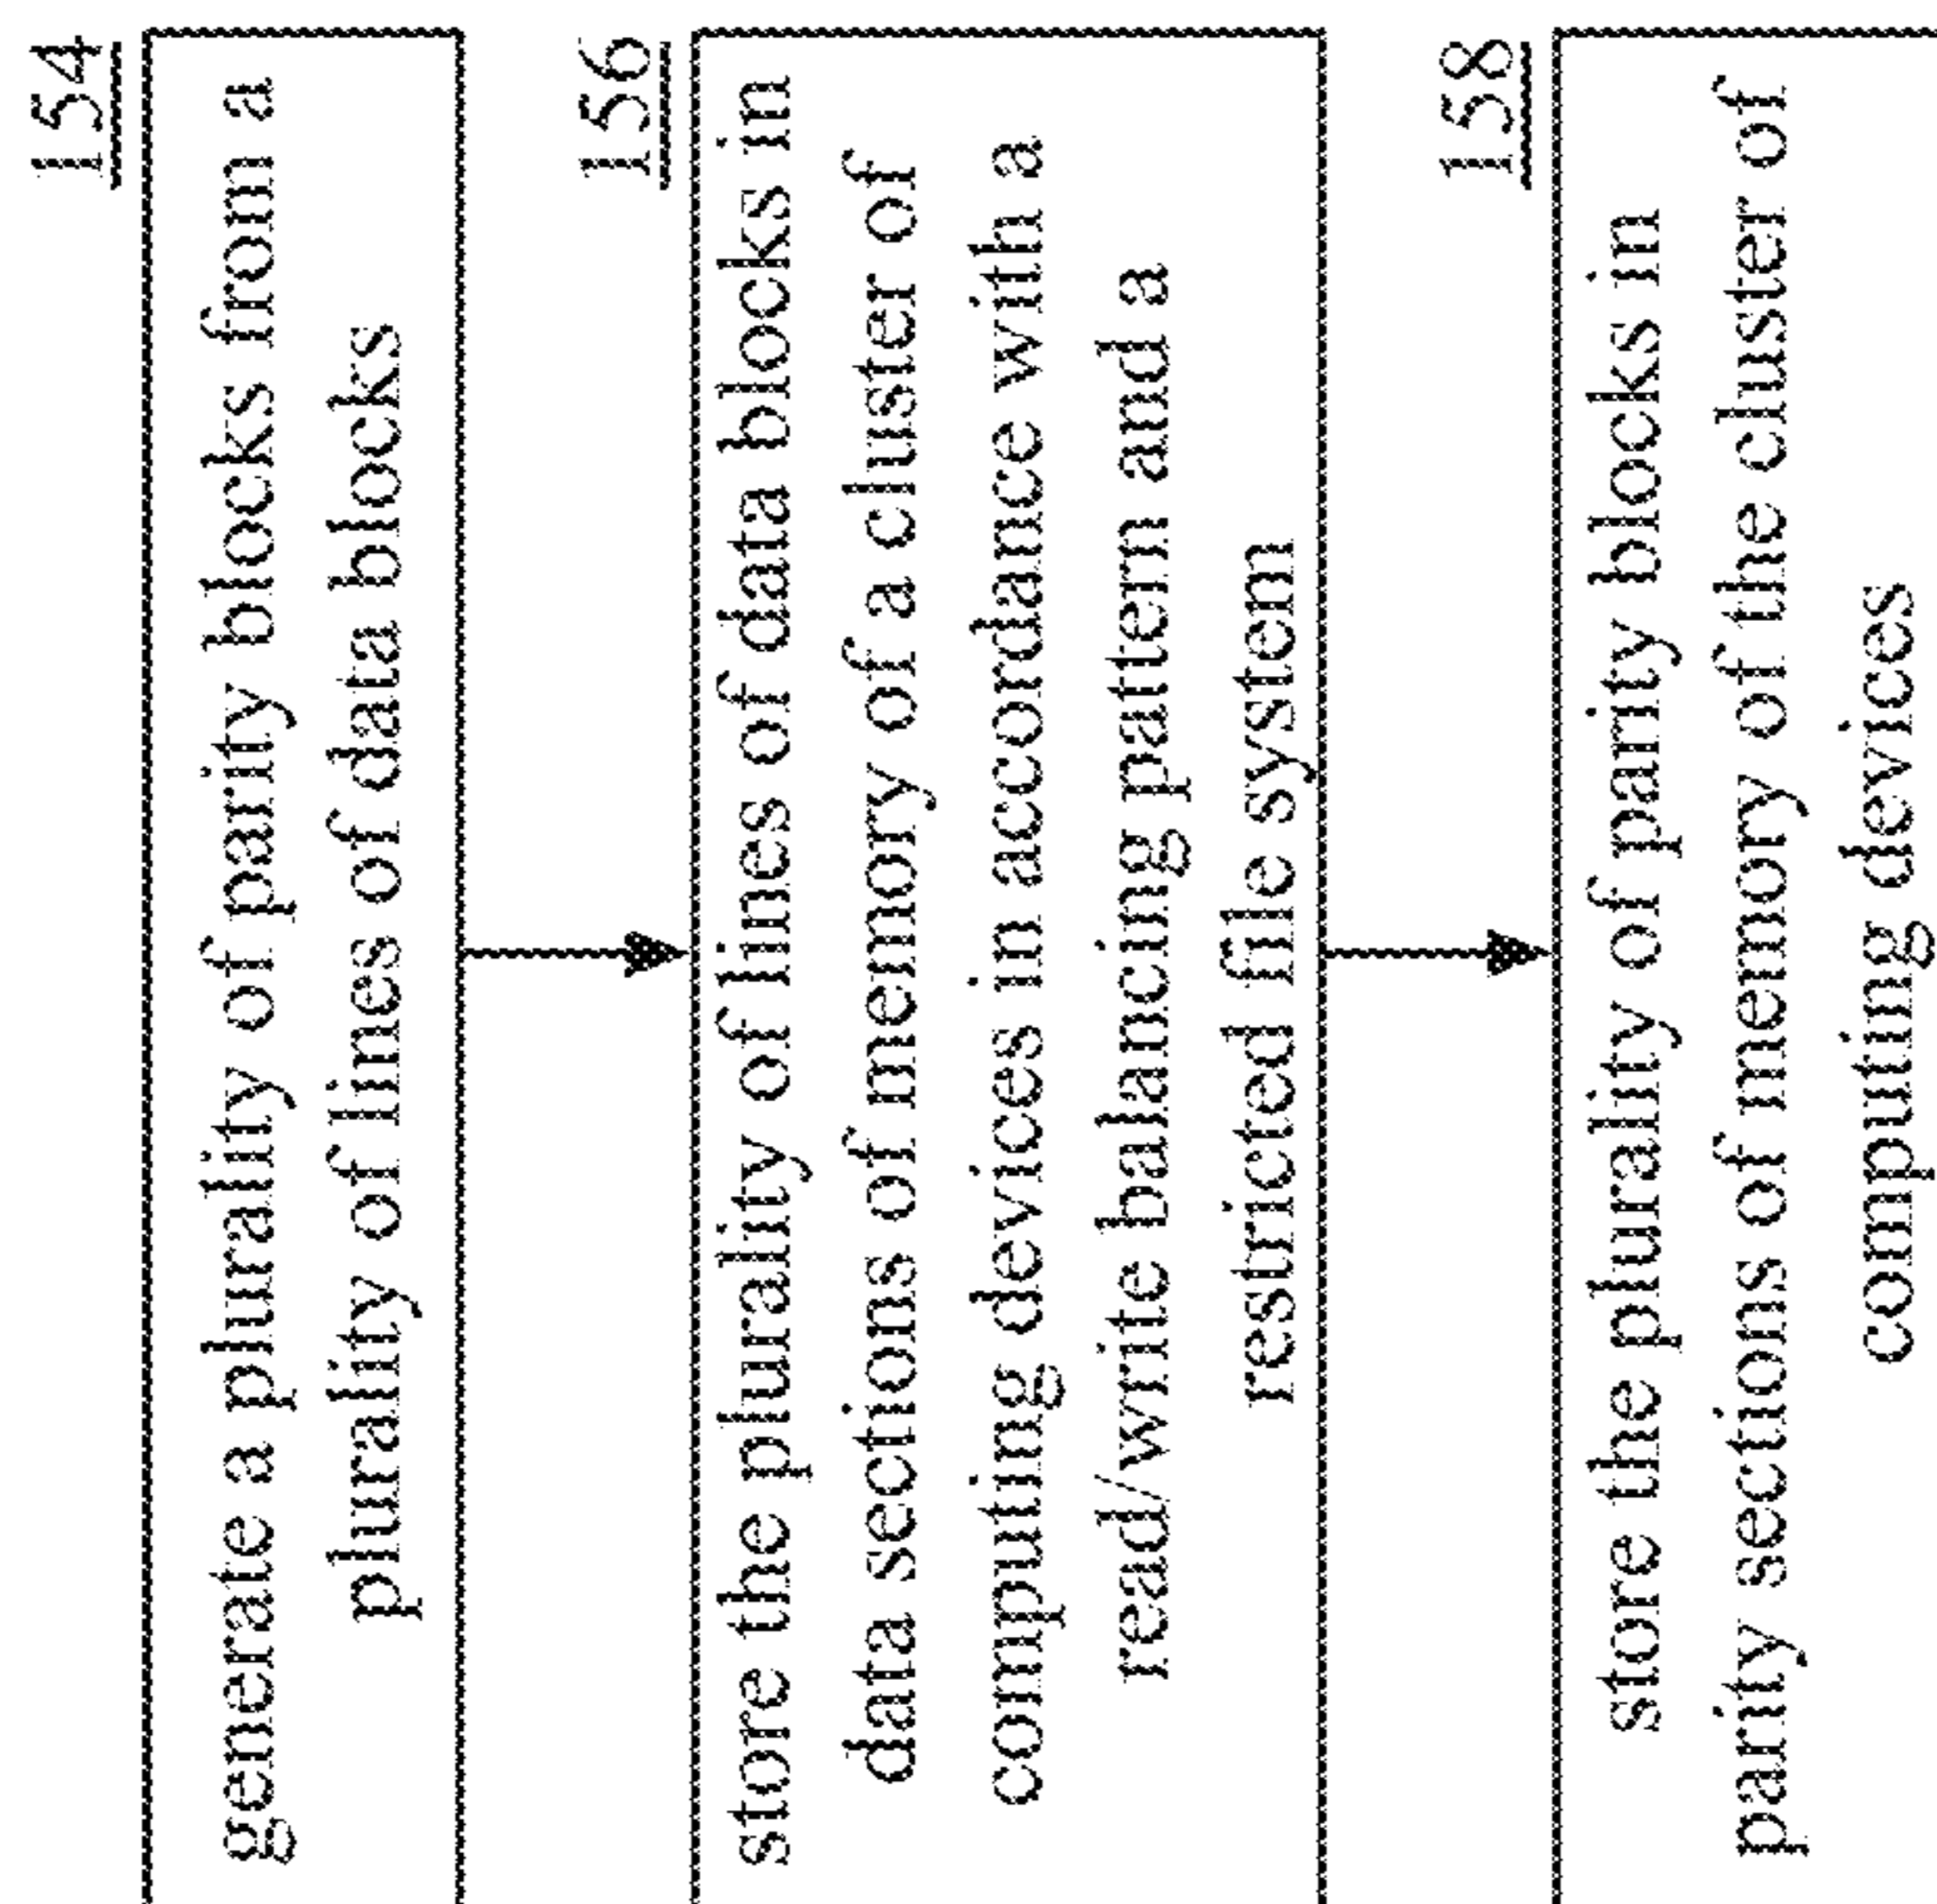 154
generate a plurality of parity blocks from a
plurality of lines of data blocks
156
store the plurality of lines of data blocks in
data sections of memory of a cluster of
computing devices in accordance with a
read/write balancing pattern and a
restricted file system
158
store the plurality of parity blocks in
parity sections of memory of the cluster of
computing devices